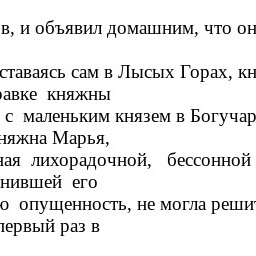 в, и объявил домашним, что он
ставаясь сам в Лысых Горах, кн
равке княжны
с маленьким князем в Богучар
няжна Марья,
ная лихорадочной, бессонной
нившей его
ю опущенность, не могла решит
первый раз в